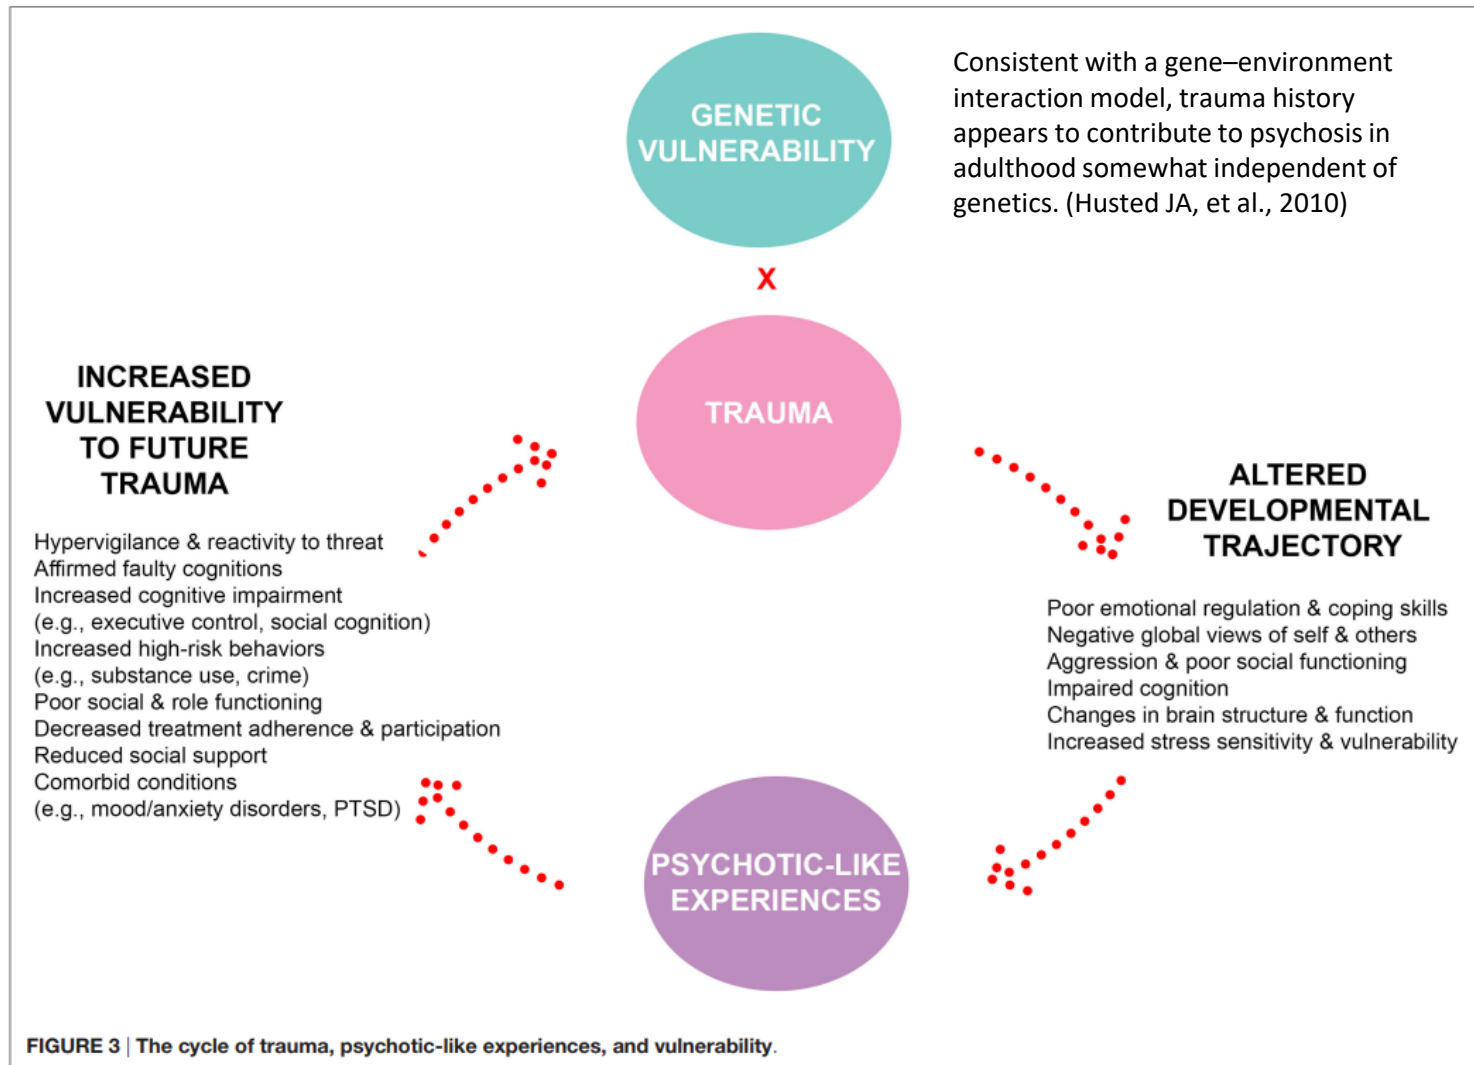 GENETIC
VULNERABILITY
Consistent with a gene–environment
interaction model, trauma history
appears to contribute to psychosis in
adulthood somewhat independent of
genetics. (Husted JA, et al., 2010)
X
TRAUMA
INCREASED
VULNERABILITY
TO FUTURE
TRAUMA
Hypervigilance & reactivity to threat
Affirmed faulty cognitions
Increased cognitive impairment
(e.g., executive control, social cognition)
Increased high-risk behaviors
(e.g., substance use, crime)
Poor social & role functioning
Decreased treatment adherence & participation
Reduced social support
Comorbid conditions
(e.g., mood/anxiety disorders, PTSD)
ALTERED
DEVELOPMENTAL
TRAJECTORY
Poor emotional regulation & coping skills
Negative global views of self & others
Aggression & poor social functioning
Impaired cognition
Changes in brain structure & function
Increased stress sensitivity & vulnerability
PSYCHOTIC-LIKE
EXPERIENCES
FIGURE 3 | The cycle of trauma, psychotic-like experiences, and vulnerability.